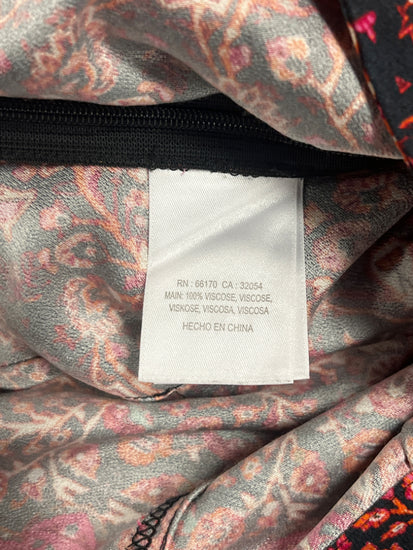 RN : 66170 CA : 32054
MAIN: 100% VISCOSE, VISCOSE,
VISKOSE, VISCOSA, VISCOSA
HECHO EN CHINA